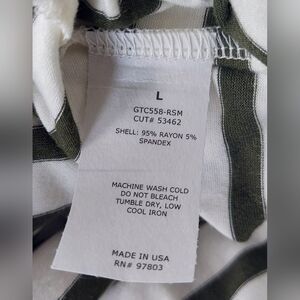 L
GTC558-RSM
CUT# 53462
SHELL: 95% RAYON 5%
SPANDEX
MACHINE WASH COLD
DO NOT BLEACH
TUMBLE DRY, LOW
COOL IRON
MADE IN USA
RN# 97803